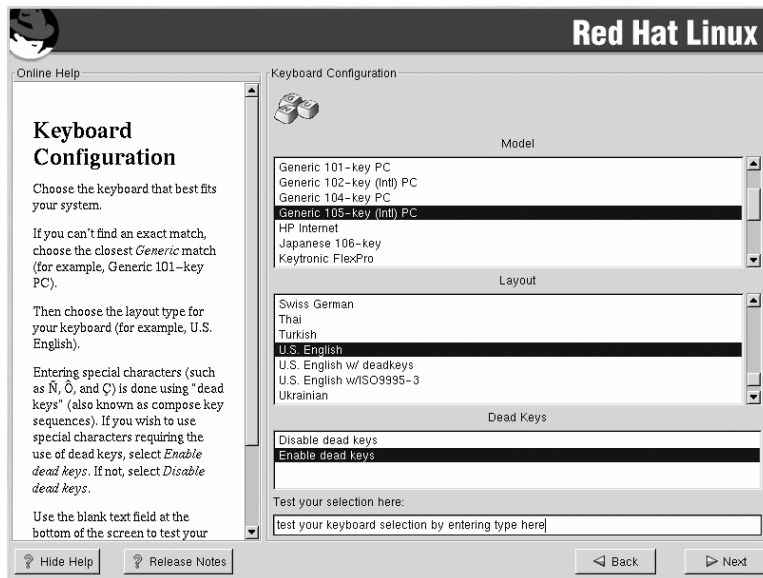 Red Hat Linux
Online Help
Keyboard
Configuration
Choose the keyboard that best fits
your system.
If you can't find an exact match,
choose the closest Generic match
(for example, Generic 101-key
PC).
Then choose the layout type for
your keyboard (for example, U.S.
English).
Entering special characters (such
as Ñ, Ô, and Ç) is done using "dead
keys" (also known as compose key
sequences). If you wish to use
special characters requiring the
use of dead keys, select Enable
dead keys. If not, select Disable
dead keys.
Use the blank text field at the
bottom of the screen to test your
Keyboard Configuration
Model
Generic 101-key PC
Generic 102-key (Intl) PC
Generic 104-key PC
Generic 105-key (Intl) PC
HP Internet
Japanese 106-key
Keytronic FlexPro
Layout
Swiss German
Thai
Turkish
U.S. English
U.S. English w/ deadkeys
U.S. English w/ISO9995-3
Ukrainian
Dead Keys
Disable dead keys
Enable dead keys
Test your selection here:
test your keyboard selection by entering type here
? Hide Help
? Release Notes
Back
Next